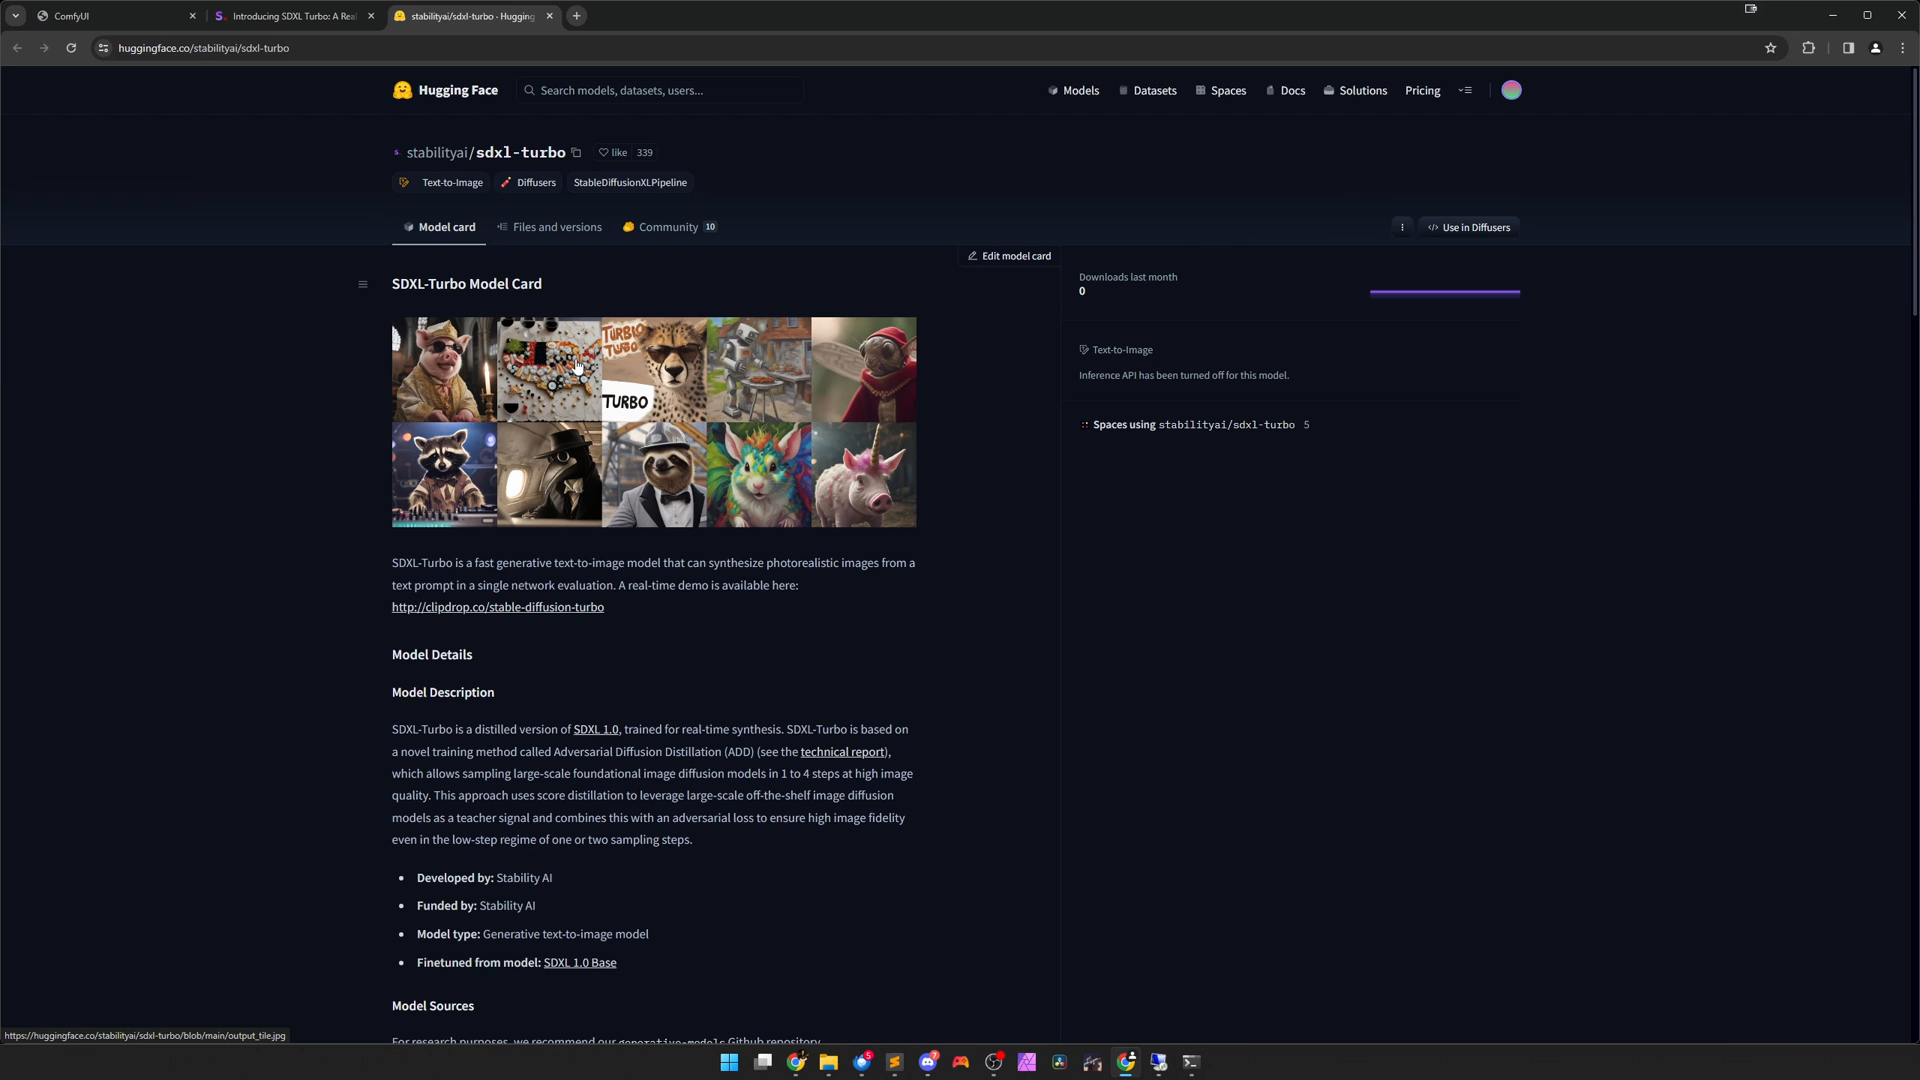 ComfyUI
Introducing SDXL Turbo: A Rea
stabilityai/sdxl-turbo · Hugging
huggingface.co/stabilityai/sdxl-turbo
Hugging Face
Search models, datasets, users...
Models
Datasets
Spaces
Docs
Solutions
Pricing
stabilityai/sdxl-turbo
like 339
Text-to-Image
Diffusers
StableDiffusionXLPipeline
Model card
Files and versions
Community 10
Use in Diffusers
Edit model card
SDXL-Turbo Model Card
TURBO
Downloads last month
0
Text-to-Image
Inference API has been turned off for this model.
Spaces using stabilityai/sdxl-turbo 5
SDXL-Turbo is a fast generative text-to-image model that can synthesize photorealistic images from a
text prompt in a single network evaluation. A real-time demo is available here:
http://clipdrop.co/stable-diffusion-turbo
Model Details
Model Description
SDXL-Turbo is a distilled version of SDXL 1.0, trained for real-time synthesis. SDXL-Turbo is based on
a novel training method called Adversarial Diffusion Distillation (ADD) (see the technical report),
which allows sampling large-scale foundational image diffusion models in 1 to 4 steps at high image
quality. This approach uses score distillation to leverage large-scale off-the-shelf image diffusion
models as a teacher signal and combines this with an adversarial loss to ensure high image fidelity
even in the low-step regime of one or two sampling steps.
• Developed by: Stability AI
• Funded by: Stability AI
• Model type: Generative text-to-image model
• Finetuned from model: SDXL 1.0 Base
Model Sources
For research purposes, we recommend our generative-models Github repository
https://huggingface.co/stabilityai/sdxl-turbo/blob/main/output_tile.jpg